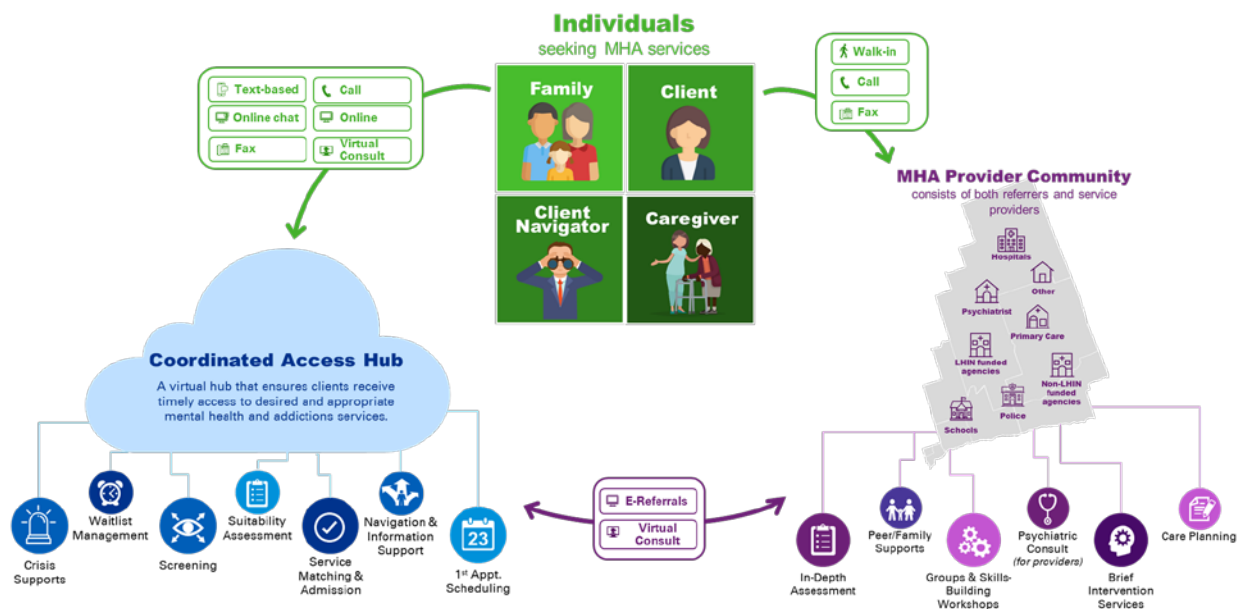 Individuals
seeking MHA services
Family
Client
Client
Navigator
Caregiver
Text-based
Call
Online chat
Online
Fax
Virtual
Consult
Walk-in
Call
Fax
MHA Provider Community
consists of both referrers and service
providers
Hospitals
Other
Psychiatrist
Primary Care
LHIN funded
agencies
Non-LHIN
funded
agencies
Schools
Police
Coordinated Access Hub
A virtual hub that ensures clients receive
timely access to desired and appropriate
mental health and addictions services.
Crisis
Supports
Waitlist
Management
Screening
Suitability
Assessment
Service
Matching &
Admission
Navigation &
Information
Support
23
1st Appt.
Scheduling
E-Referrals
Virtual
Consult
In-Depth
Assessment
Peer/Family
Supports
Groups & Skills-
Building
Workshops
Psychiatric
Consult
(for providers)
Brief
Intervention
Services
Care Planning